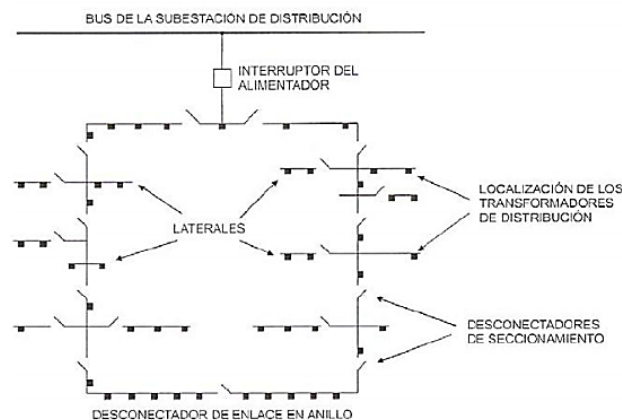 BUS DE LA SUBESTACIÓN DE DISTRIBUCIÓN
INTERRUPTOR DEL
ALIMENTADOR
LOCALIZACIÓN DE LOS
TRANSFORMADORES
DE DISTRIBUCIÓN
LATERALES
DESCONECTADORES
DE SECCIONAMIENTO
DESCONECTADOR DE ENLACE EN ANILLO